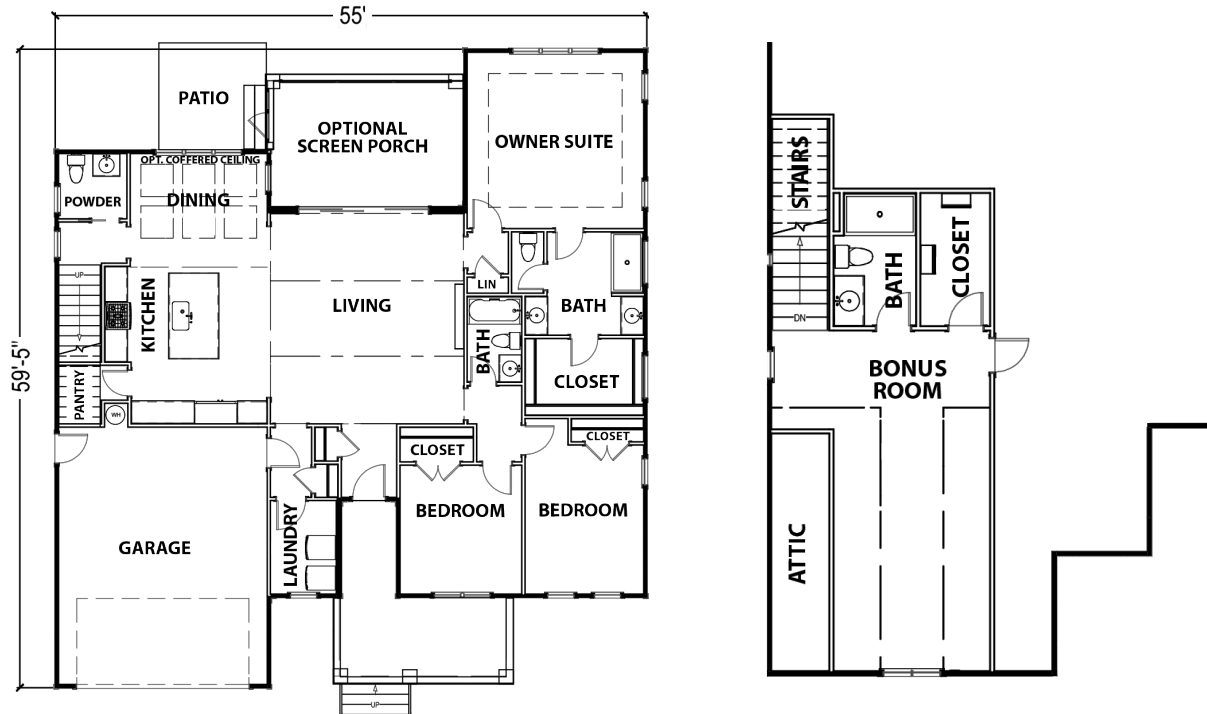 55'
59'-5"
PATIO
OPTIONAL
SCREEN PORCH
OWNER SUITE
OPT. COFFERED CEILING
POWDER
DINING
UP
KITCHEN
LIVING
LIN
BATH
BATH
CLOSET
PANTRY
WH
CLOSET
CLOSET
BEDROOM
BEDROOM
GARAGE
LAUNDRY
UP
STAIRS
DN
BATH
CLOSET
BONUS
ROOM
ATTIC